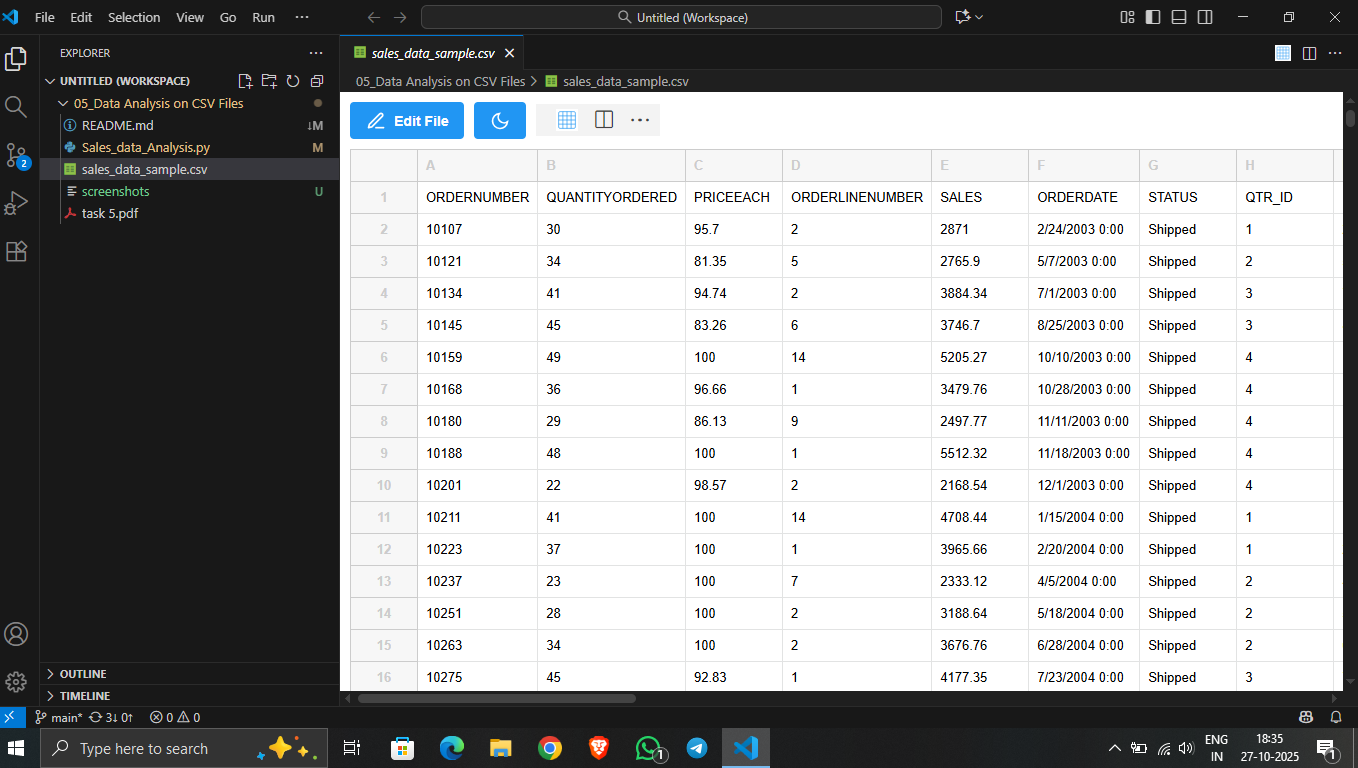 File Edit Selection View Go Run ··· Untitled (Workspace)
EXPLORER ···
sales_data_sample.csv
UNTITLED (WORKSPACE)
05_Data Analysis on CSV Files > sales_data_sample.csv
05_Data Analysis on CSV Files
README.md ↓M
Sales_data_Analysis.py M
sales_data_sample.csv
screenshots U
task 5.pdf
2
Edit File ···
A B C D E F G H
1 ORDERNUMBER QUANTITYORDERED PRICEEACH ORDERLINENUMBER SALES ORDERDATE STATUS QTR_ID
2 10107 30 95.7 2 2871 2/24/2003 0:00 Shipped 1
3 10121 34 81.35 5 2765.9 5/7/2003 0:00 Shipped 2
4 10134 41 94.74 2 3884.34 7/1/2003 0:00 Shipped 3
5 10145 45 83.26 6 3746.7 8/25/2003 0:00 Shipped 3
6 10159 49 100 14 5205.27 10/10/2003 0:00 Shipped 4
7 10168 36 96.66 1 3479.76 10/28/2003 0:00 Shipped 4
8 10180 29 86.13 9 2497.77 11/11/2003 0:00 Shipped 4
9 10188 48 100 1 5512.32 11/18/2003 0:00 Shipped 4
10 10201 22 98.57 2 2168.54 12/1/2003 0:00 Shipped 4
11 10211 41 100 14 4708.44 1/15/2004 0:00 Shipped 1
12 10223 37 100 1 3965.66 2/20/2004 0:00 Shipped 1
13 10237 23 100 7 2333.12 4/5/2004 0:00 Shipped 2
14 10251 28 100 2 3188.64 5/18/2004 0:00 Shipped 2
15 10263 34 100 2 3676.76 6/28/2004 0:00 Shipped 2
16 10275 45 92.83 1 4177.35 7/23/2004 0:00 Shipped 3
OUTLINE
TIMELINE
main* 3↓ 0↑ 0 0
Type here to search
1
ENG
IN
18:35
27-10-2025
1